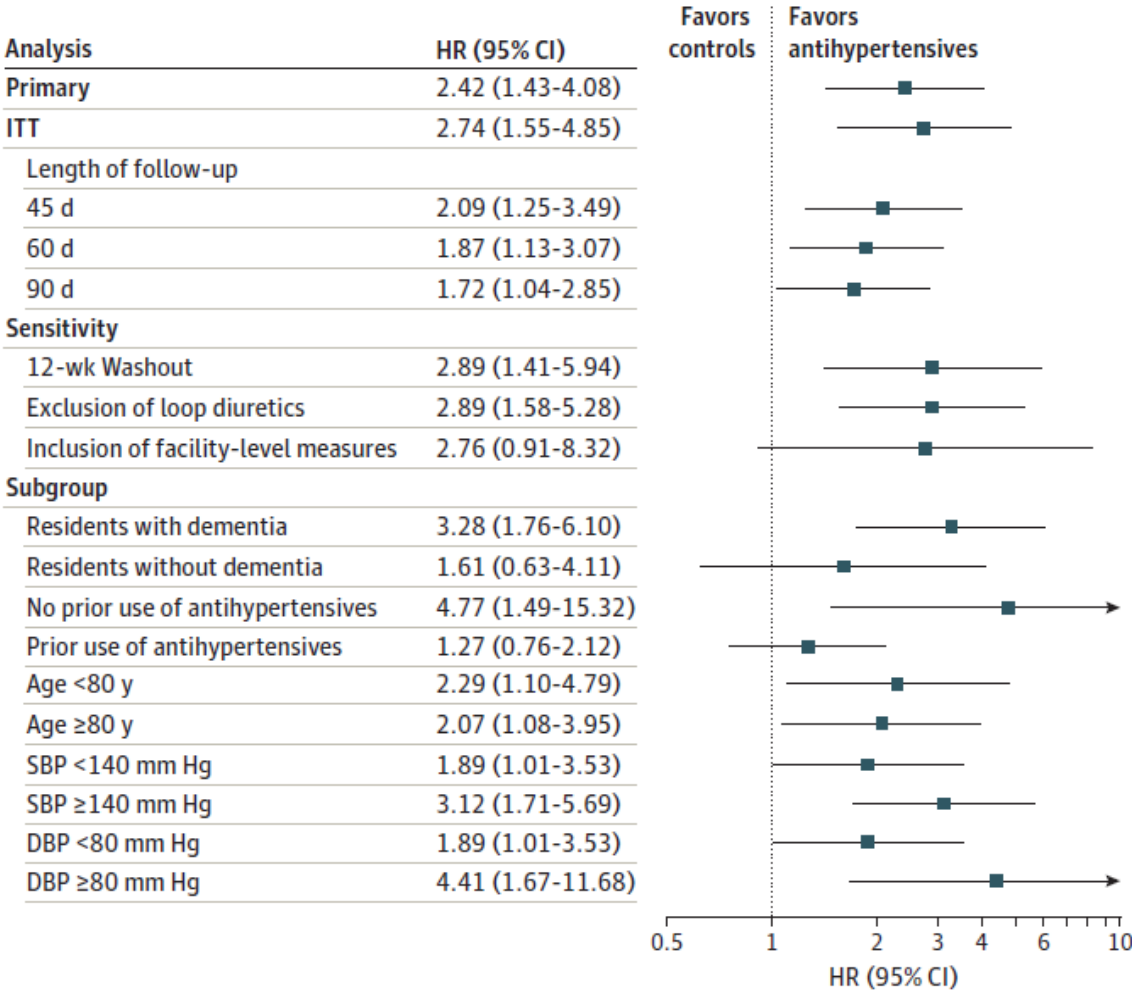 Favors Favors
Analysis HR (95% CI) controls antihypertensives
Primary 2.42 (1.43-4.08)
ITT 2.74 (1.55-4.85)
Length of follow-up
45 d 2.09 (1.25-3.49)
60 d 1.87 (1.13-3.07)
90 d 1.72 (1.04-2.85)
Sensitivity
12-wk Washout 2.89 (1.41-5.94)
Exclusion of loop diuretics 2.89 (1.58-5.28)
Inclusion of facility-level measures 2.76 (0.91-8.32)
Subgroup
Residents with dementia 3.28 (1.76-6.10)
Residents without dementia 1.61 (0.63-4.11)
No prior use of antihypertensives 4.77 (1.49-15.32)
Prior use of antihypertensives 1.27 (0.76-2.12)
Age <80 y 2.29 (1.10-4.79)
Age ≥80 y 2.07 (1.08-3.95)
SBP <140 mm Hg 1.89 (1.01-3.53)
SBP ≥140 mm Hg 3.12 (1.71-5.69)
DBP <80 mm Hg 1.89 (1.01-3.53)
DBP ≥80 mm Hg 4.41 (1.67-11.68)
0.5 1 2 3 4 6 10
HR (95% CI)